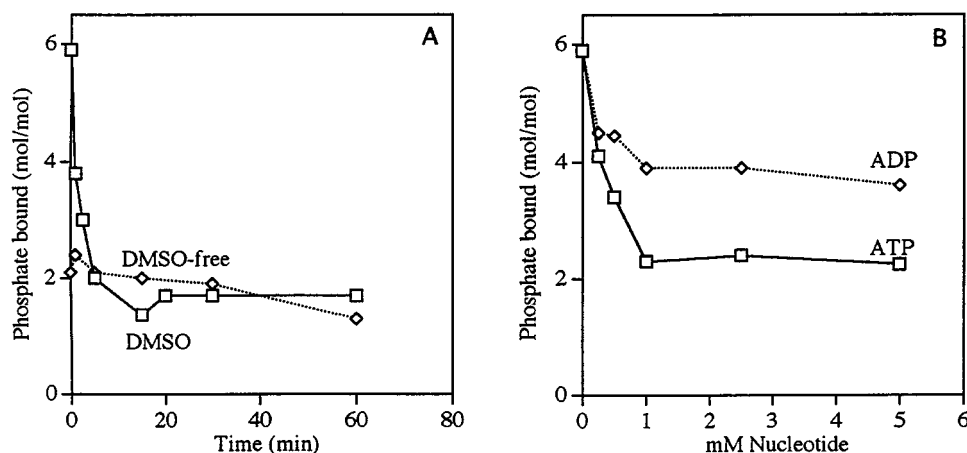 A
Phosphate bound (mol/mol)
6
4
2
0
DMSO-free
DMSO
0 20 40 60 80
Time (min)
B
Phosphate bound (mol/mol)
6
4
2
0
ADP
ATP
0 1 2 3 4 5 6
mM Nucleotide